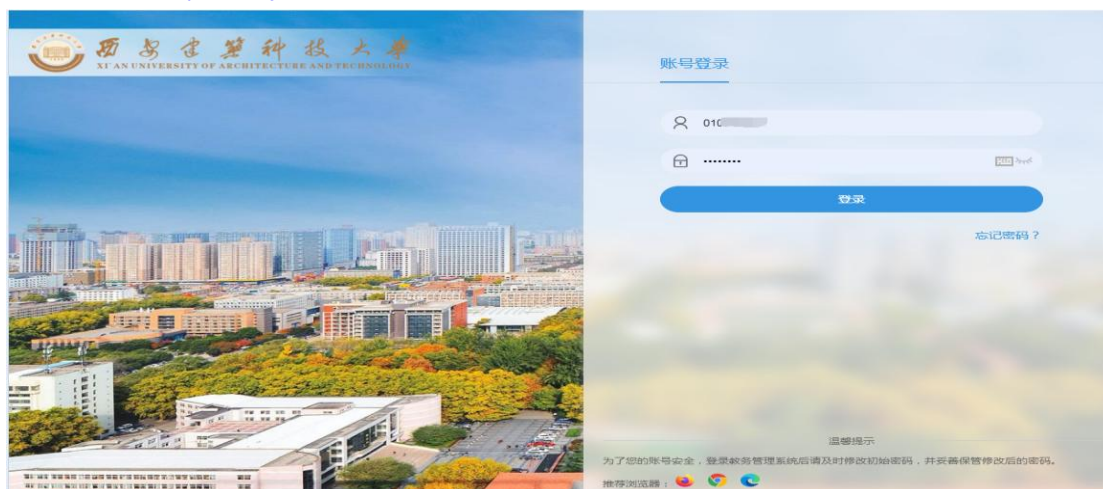 西安建筑科技大学
XI'AN UNIVERSITY OF ARCHITECTURE AND TECHNOLOGY
账号登录
010
••••••••
登录
忘记密码？
温馨提示
为了您的账号安全，登录教务管理系统后请及时修改初始密码，并妥善保管修改后的密码。
推荐浏览器：